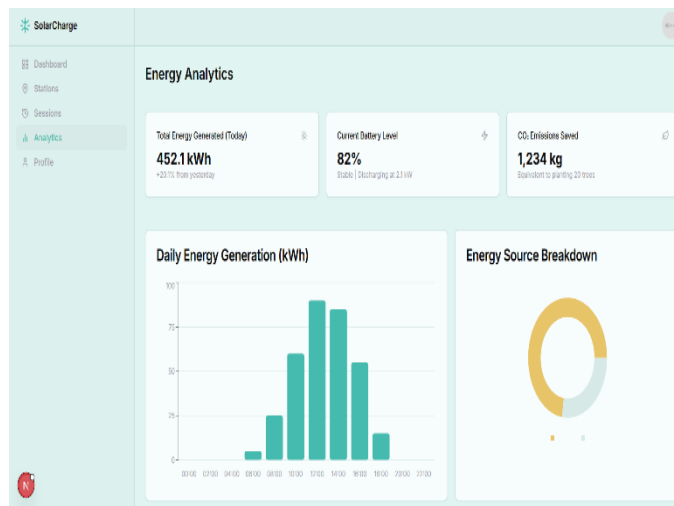 SolarCharge
Dashboard
Stations
Sessions
Analytics
Profile
Energy Analytics
Total Energy Generated (Today)
452.1 kWh
+20.1% from yesterday
Current Battery Level
82%
Stable | Discharging at 2.1 kW
CO₂ Emissions Saved
1,234 kg
Equivalent to planting 20 trees
Daily Energy Generation (kWh)
100
75
50
25
0
00:00 02:00 04:00 06:00 08:00 10:00 12:00 14:00 16:00 18:00 20:00 22:00
Energy Source Breakdown
N